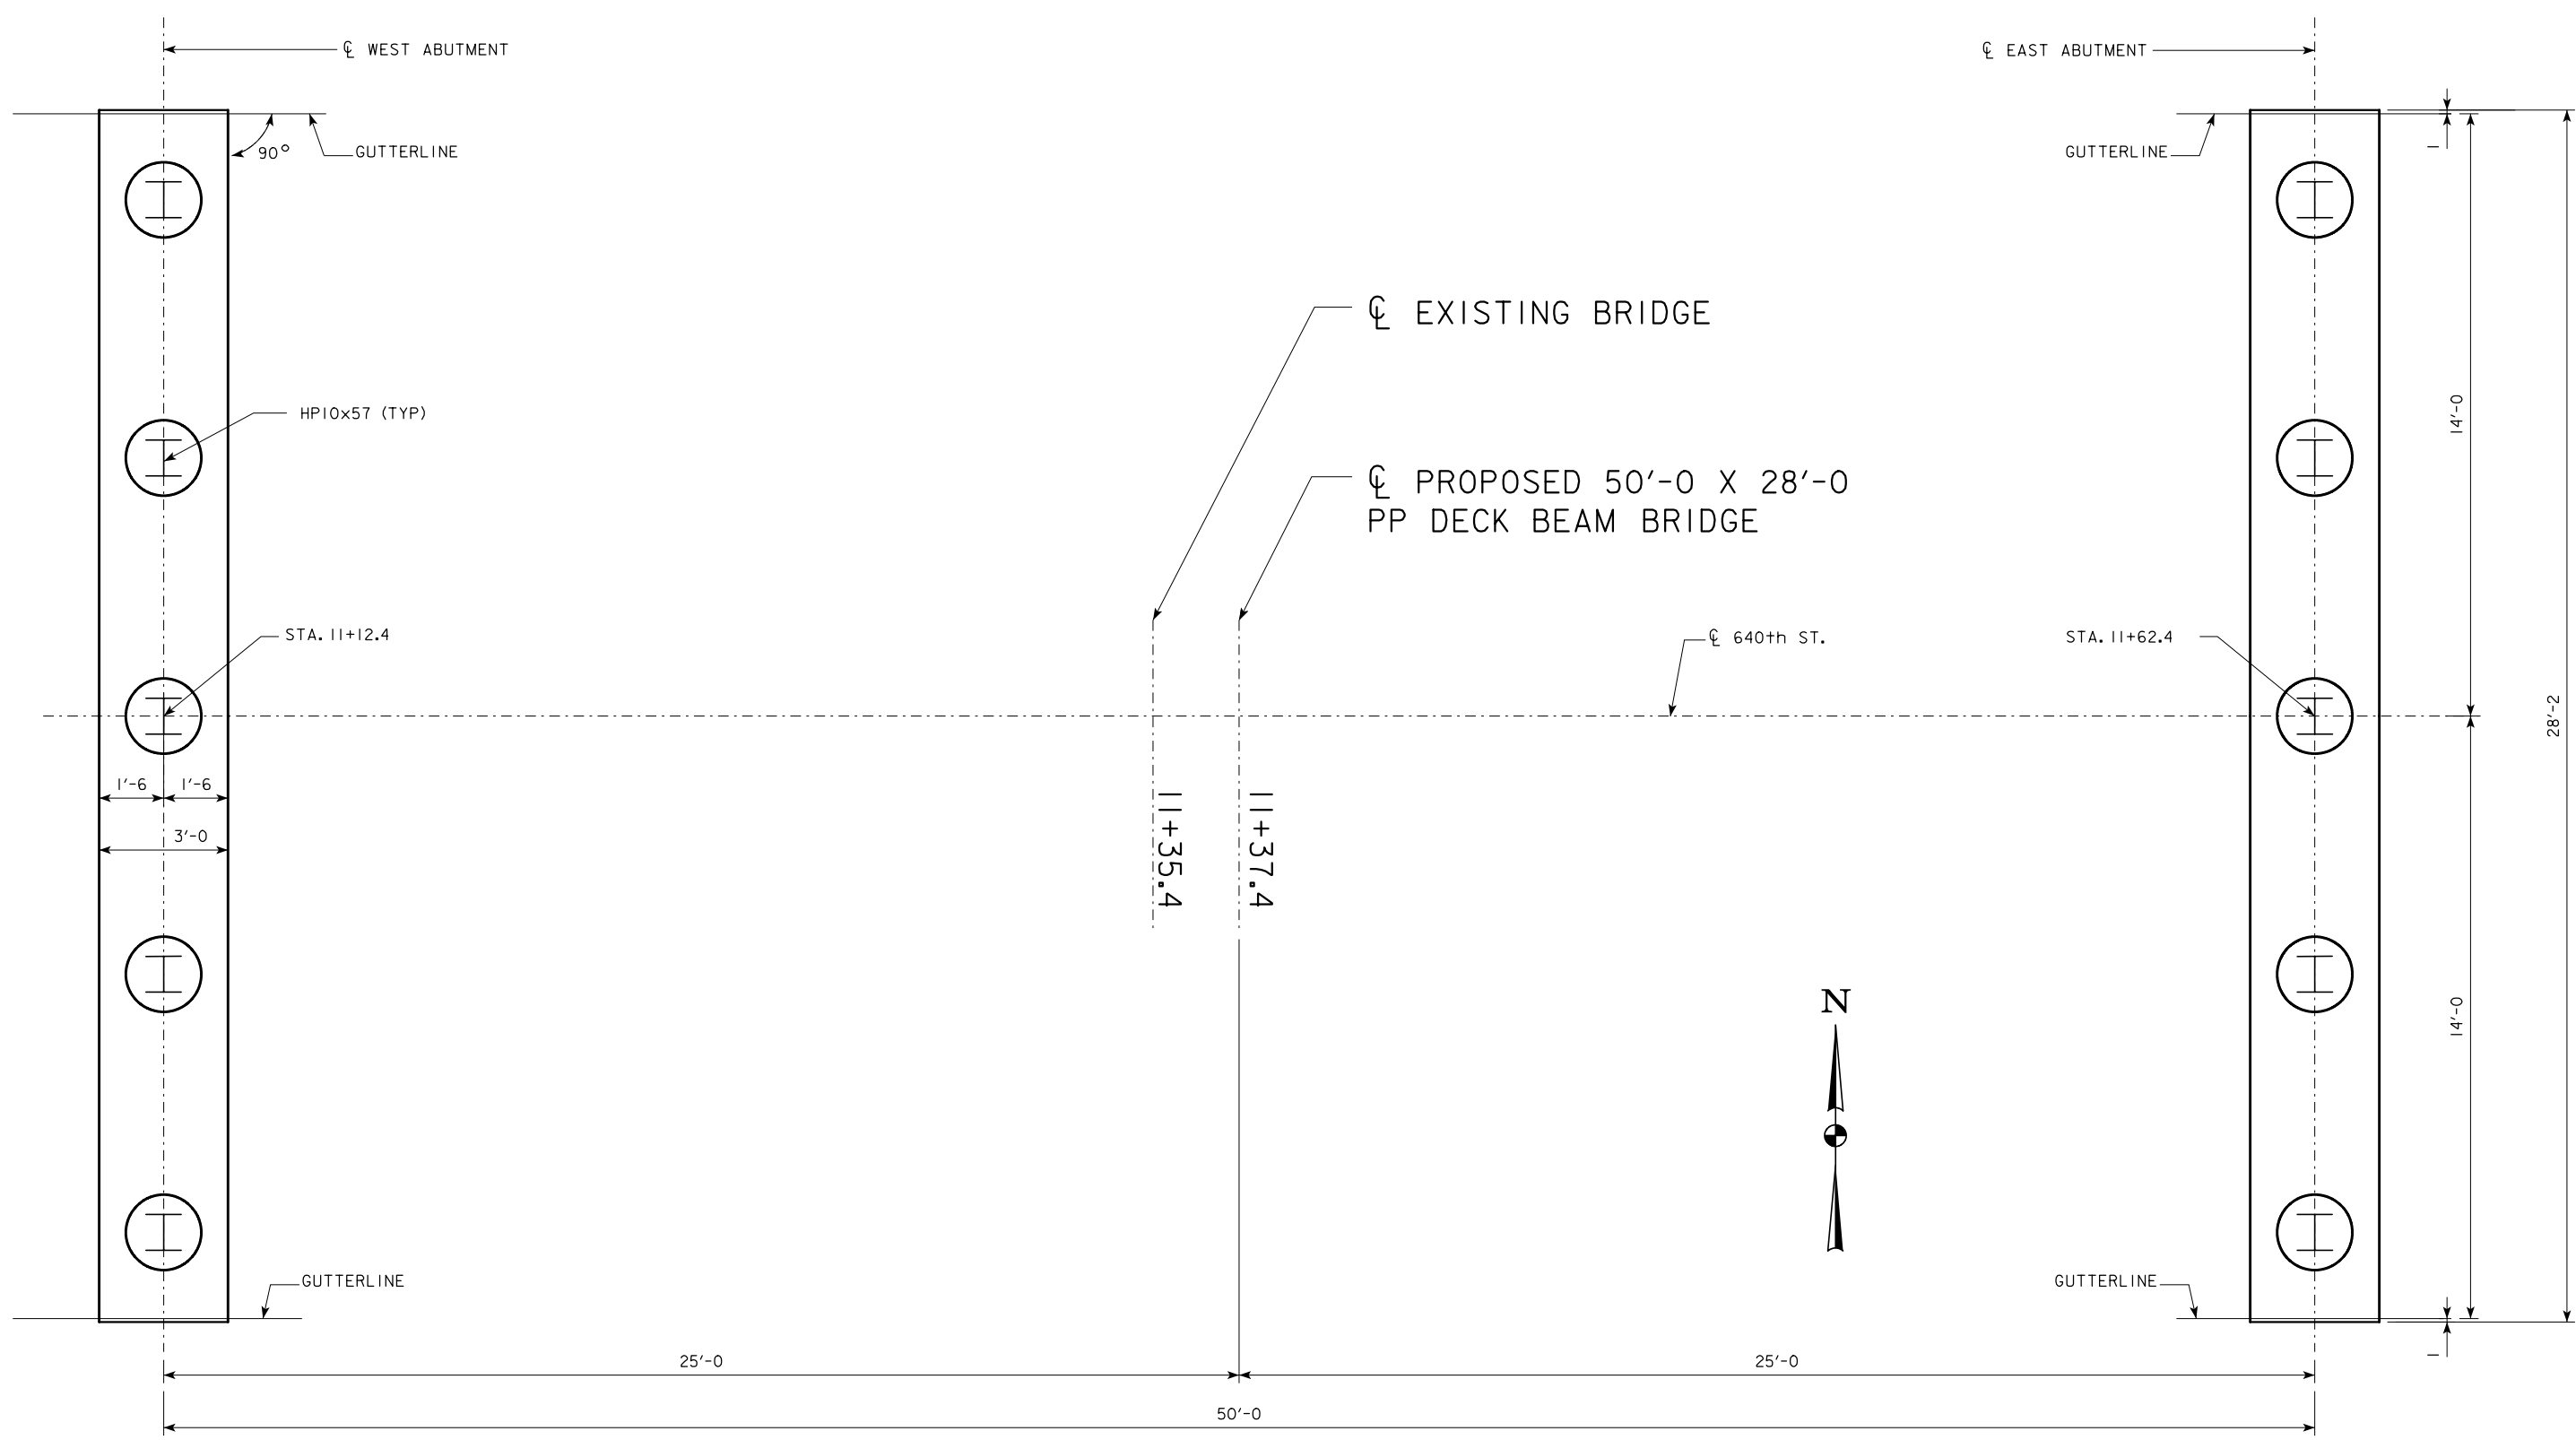 ℄ WEST ABUTMENT
℄ EAST ABUTMENT
90°
GUTTERLINE
GUTTERLINE
1
℄ EXISTING BRIDGE
HP10x57 (TYP)
14'-0
℄ PROPOSED 50'-0 X 28'-0
PP DECK BEAM BRIDGE
STA. 11+12.4
℄ 640th ST.
STA. 11+62.4
28'-2
1'-6
1'-6
3'-0
11+35.4
11+37.4
N
14'-0
GUTTERLINE
GUTTERLINE
1
25'-0
25'-0
50'-0